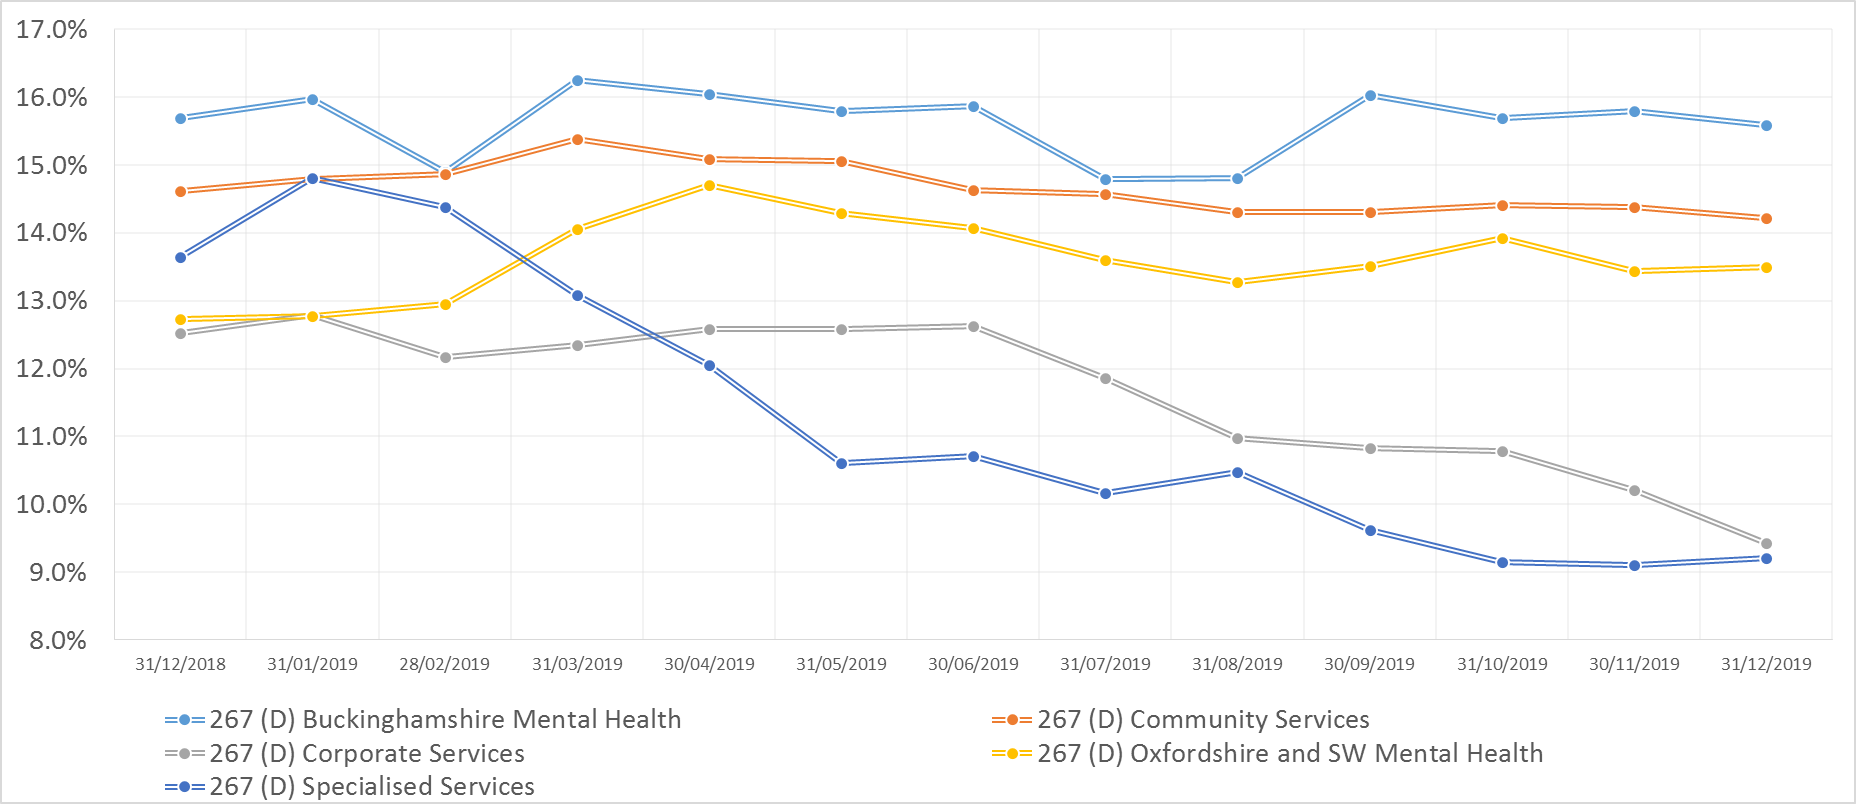 17.0%
16.0%
15.0%
14.0%
13.0%
12.0%
11.0%
10.0%
9.0%
8.0%
31/12/2018 31/01/2019 28/02/2019 31/03/2019 30/04/2019 31/05/2019 30/06/2019 31/07/2019 31/08/2019 30/09/2019 31/10/2019 30/11/2019 31/12/2019
267 (D) Buckinghamshire Mental Health 267 (D) Community Services
267 (D) Corporate Services 267 (D) Oxfordshire and SW Mental Health
267 (D) Specialised Services